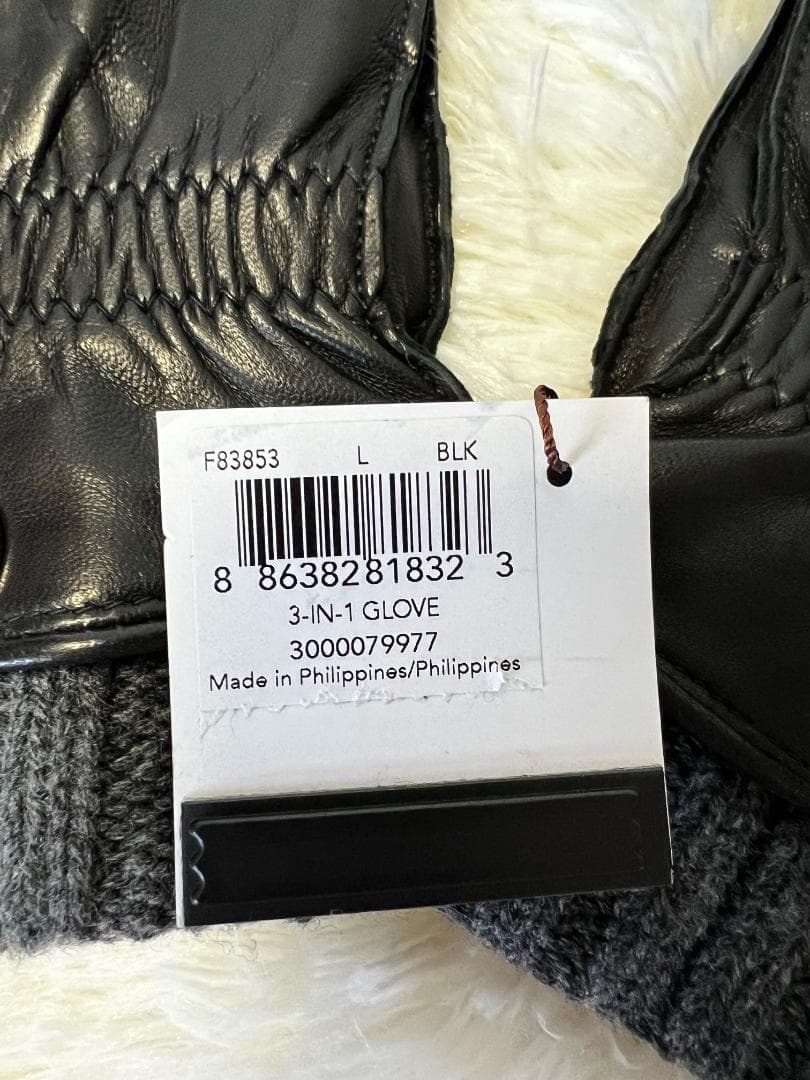 F83853 L BLK
8 8638281832 3
3-IN-1 GLOVE
3000079977
Made in Philippines/Philippines